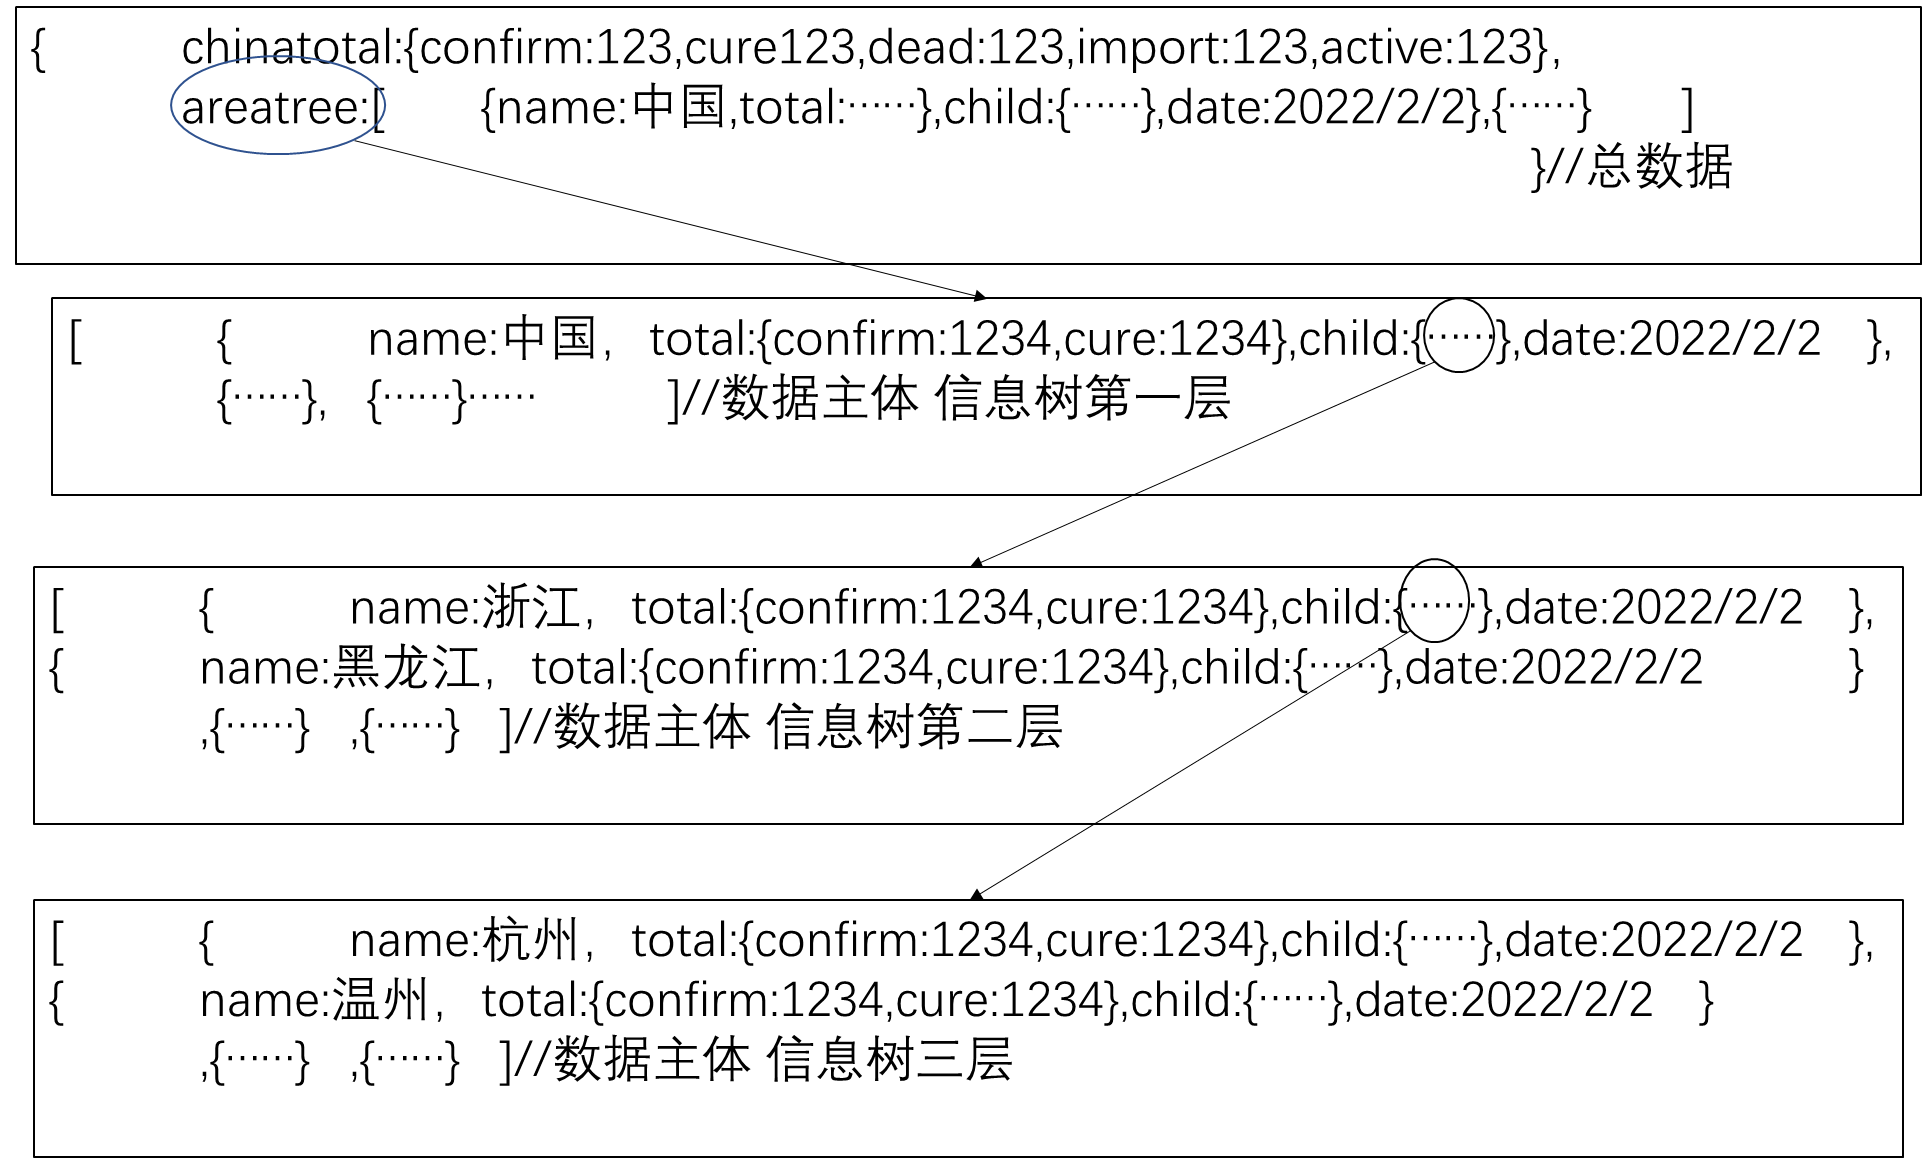 { chinatotal:{confirm:123,cure123,dead:123,import:123,active:123},
areatree:[ {name:中国,total:……},child:{……},date:2022/2/2},{……} ]
}//总数据
[ { name:中国， total:{confirm:1234,cure:1234},child:{……},date:2022/2/2 },
{……}, {……}…… ]//数据主体 信息树第一层
[ { name:浙江， total:{confirm:1234,cure:1234},child:{……},date:2022/2/2 },
{ name:黑龙江， total:{confirm:1234,cure:1234},child:{……},date:2022/2/2 }
,{……} ,{……} ]//数据主体 信息树第二层
[ { name:杭州， total:{confirm:1234,cure:1234},child:{……},date:2022/2/2 },
{ name:温州， total:{confirm:1234,cure:1234},child:{……},date:2022/2/2 }
,{……} ,{……} ]//数据主体 信息树三层